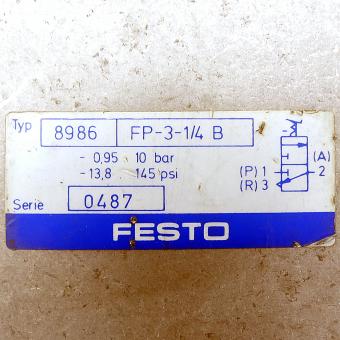 Typ 8986 FP-3-1/4 B
- 0,95 10 bar
- 13,8 145 psi
(A)
(P) 1 2
(R) 3
Serie 0487
FESTO